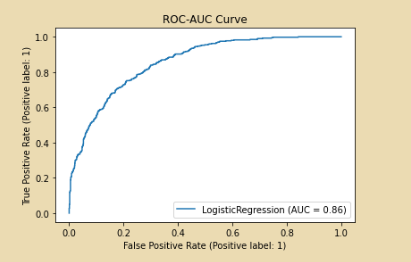 ROC-AUC Curve
1.0
0.8
0.6
0.4
0.2
0.0
True Positive Rate (Positive label: 1)
LogisticRegression (AUC = 0.86)
0.0 0.2 0.4 0.6 0.8 1.0
False Positive Rate (Positive label: 1)